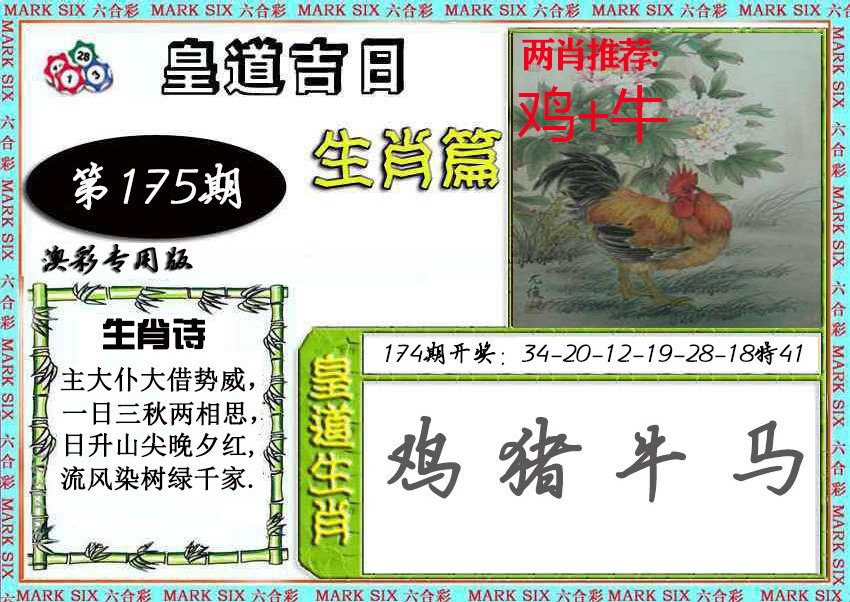 MARK SIX 六合彩 MARK SIX 六合彩 MARK SIX 六合彩 MARK SIX 六合彩 MARK SIX 六合彩 MARK SIX 六合彩
28
1
3
皇道吉日
生肖篇
第175期
澳彩专用版
两肖推荐:
鸡+牛
生肖诗
主大仆大借势威，
一日三秋两相思，
日升山尖晚夕红，
流风染树绿千家.
皇道生肖
174期开奖：34-20-12-19-28-18特41
鸡 猪 牛 马
MARK SIX 六合彩 MARK SIX 六合彩 MARK SIX 六合彩 MARK SIX 六合彩 MARK SIX 六合彩 MARK SIX 六合彩